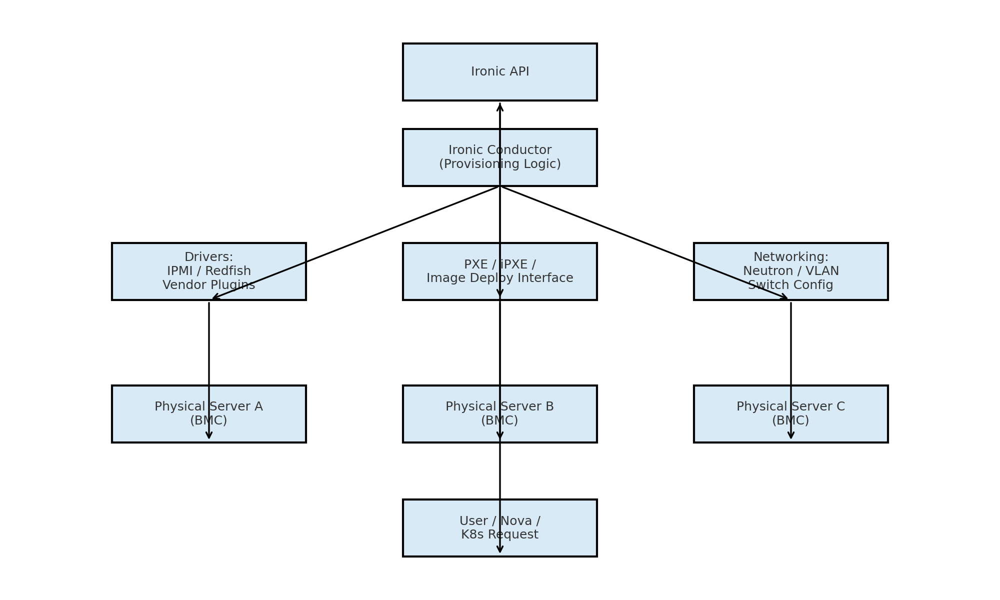 Ironic API
Ironic Conductor
(Provisioning Logic)
Drivers:
IPMI / Redfish
Vendor Plugins
PXE / iPXE /
Image Deploy Interface
Networking:
Neutron / VLAN
Switch Config
Physical Server A
(BMC)
Physical Server B
(BMC)
Physical Server C
(BMC)
User / Nova /
K8s Request